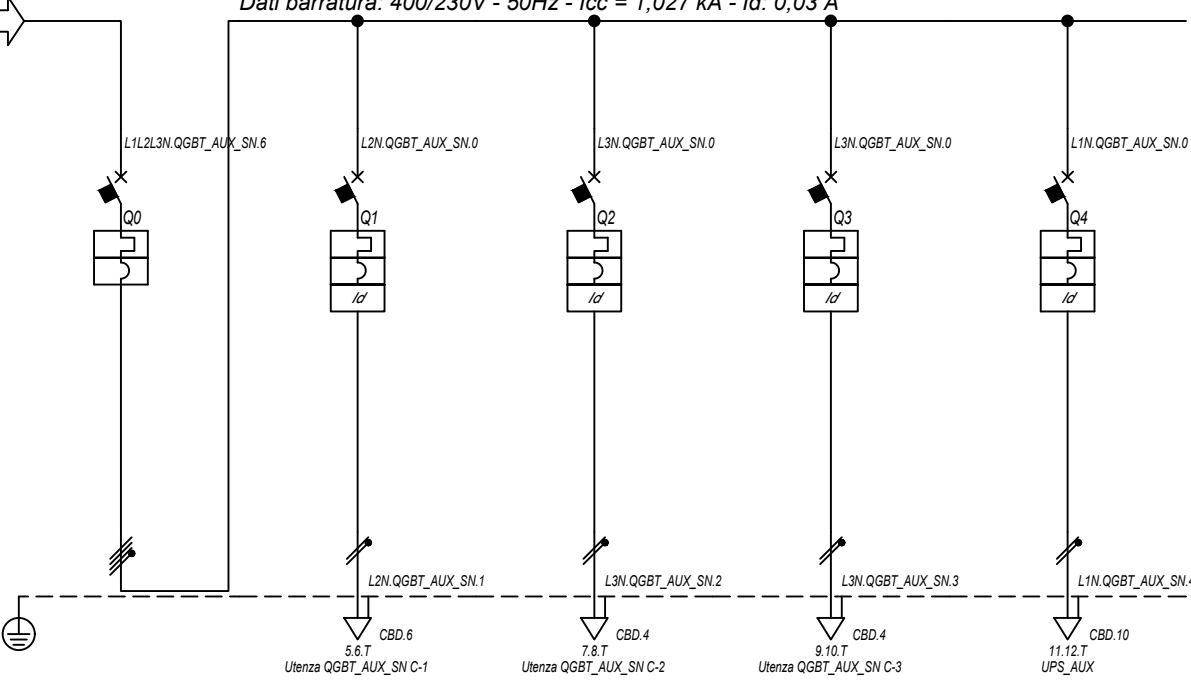 Dati barratura: 400/230V - 50Hz - Icc = 1,027 kA - Id: 0,03 A
L1L2L3N.QGBT_AUX_SN.6
L2N.QGBT_AUX_SN.0
L3N.QGBT_AUX_SN.0
L3N.QGBT_AUX_SN.0
L1N.QGBT_AUX_SN.0
Q0
Q1
Q2
Q3
Q4
Id
Id
Id
Id
L2N.QGBT_AUX_SN.1
L3N.QGBT_AUX_SN.2
L3N.QGBT_AUX_SN.3
L1N.QGBT_AUX_SN.4
CBD.6
CBD.4
CBD.4
CBD.10
5.6.T
7.8.T
9.10.T
11.12.T
Utenza QGBT_AUX_SN C-1
Utenza QGBT_AUX_SN C-2
Utenza QGBT_AUX_SN C-3
UPS_AUX